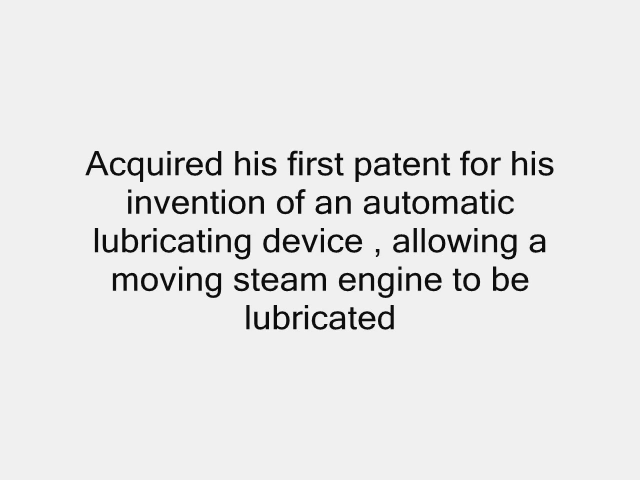 Acquired his first patent for his
invention of an automatic
lubricating device , allowing a
moving steam engine to be
lubricated